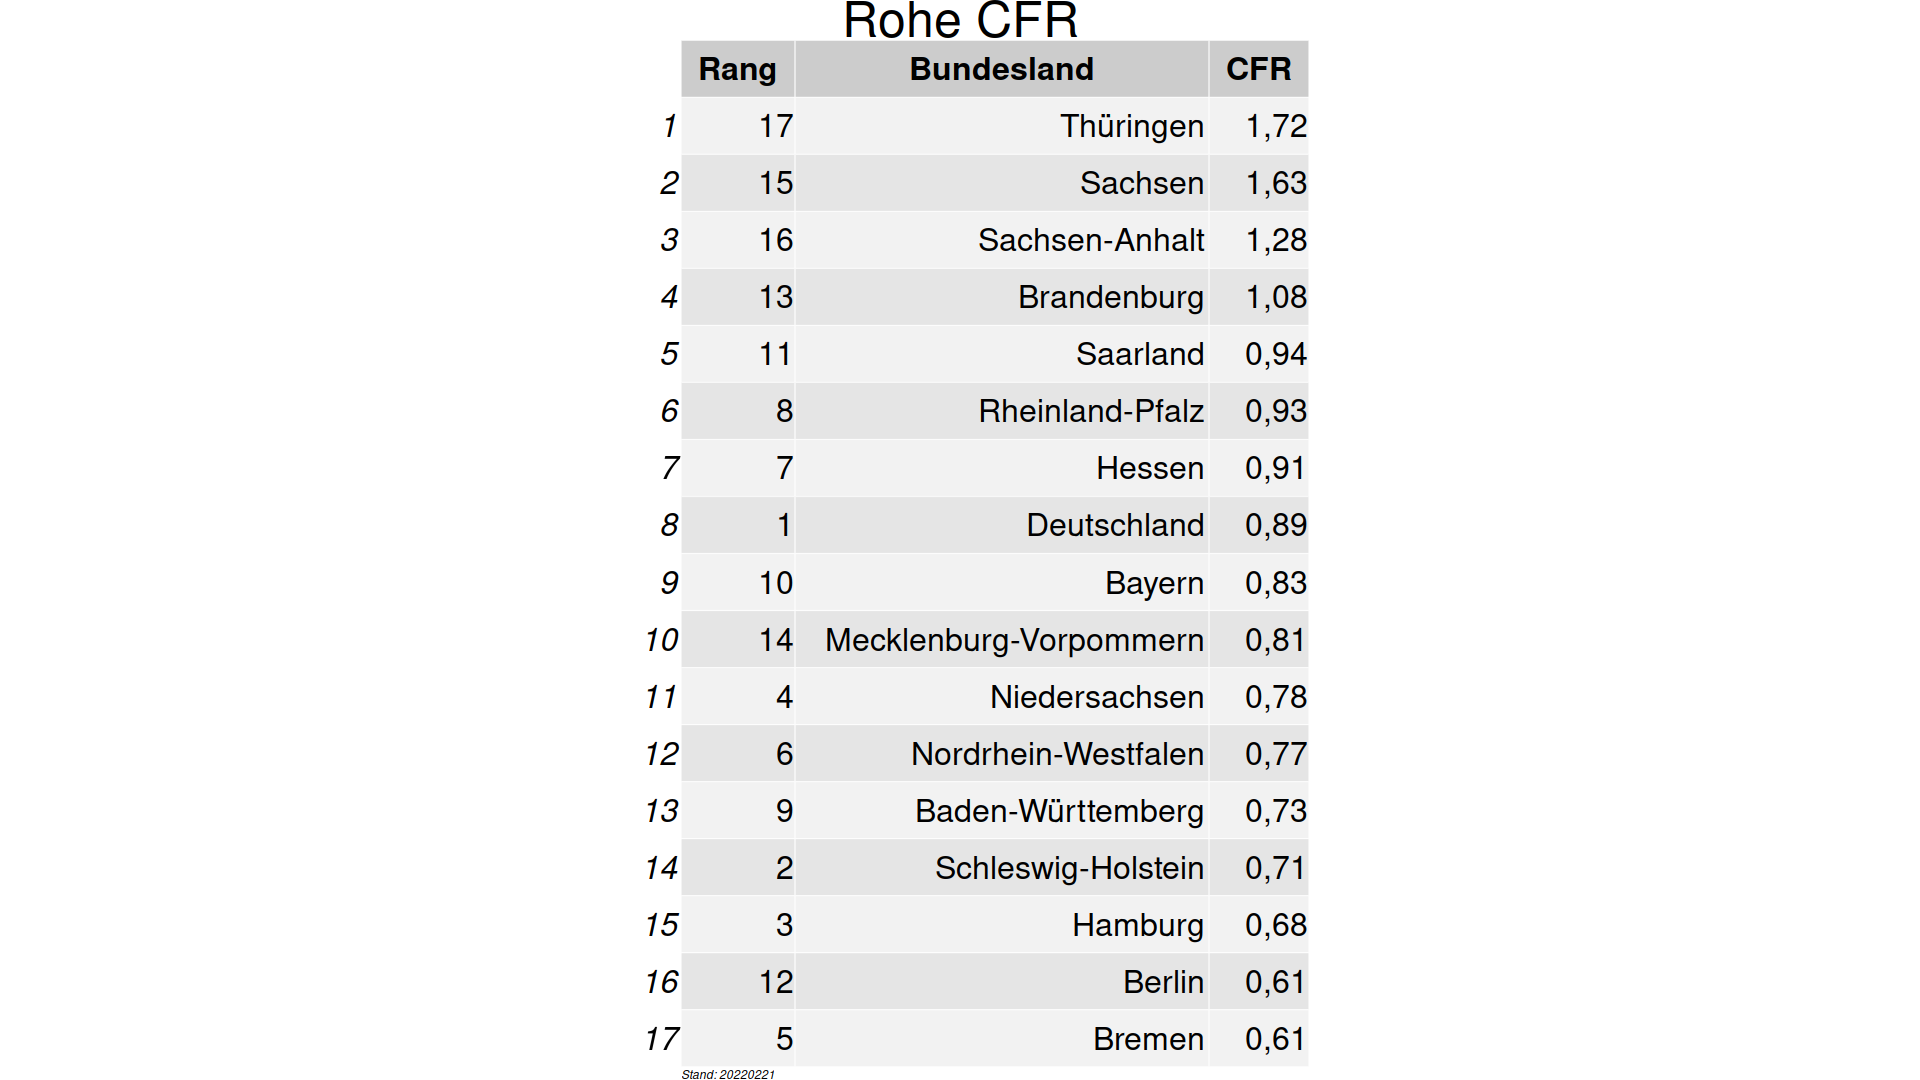 Rohe CFR
Rang Bundesland CFR
1 17 Thüringen 1,72
2 15 Sachsen 1,63
3 16 Sachsen-Anhalt 1,28
4 13 Brandenburg 1,08
5 11 Saarland 0,94
6 8 Rheinland-Pfalz 0,93
7 7 Hessen 0,91
8 1 Deutschland 0,89
9 10 Bayern 0,83
10 14 Mecklenburg-Vorpommern 0,81
11 4 Niedersachsen 0,78
12 6 Nordrhein-Westfalen 0,77
13 9 Baden-Württemberg 0,73
14 2 Schleswig-Holstein 0,71
15 3 Hamburg 0,68
16 12 Berlin 0,61
17 5 Bremen 0,61
Stand: 20220221